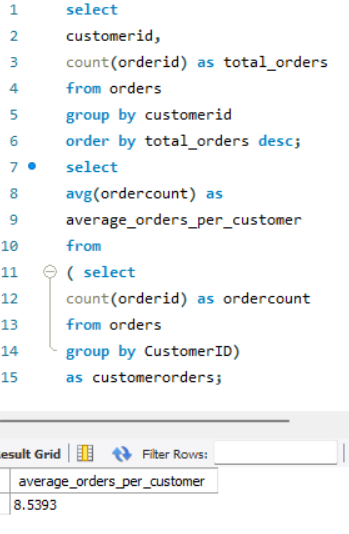 1 select
2 customerid,
3 count(orderid) as total_orders
4 from orders
5 group by customerid
6 order by total_orders desc;
7 select
8 avg(ordercount) as
9 average_orders_per_customer
10 from
11 ( select
12 count(orderid) as ordercount
13 from orders
14 group by CustomerID)
15 as customerorders;
esult Grid Filter Rows:
average_orders_per_customer
8.5393